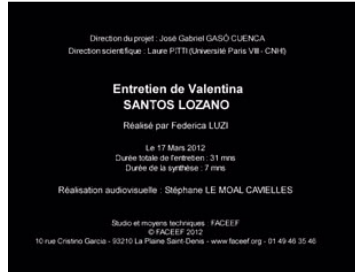 Direction du projet : José Gabriel GASÓ CUENCA
Direction scientifique : Laure PITTI (Université Paris VIII - CNHI)
Entretien de Valentina
SANTOS LOZANO
Réalisé par Federica LUZI
Le 17 Mars 2012
Durée totale de l'entretien : 31 mns
Durée de la synthèse : 7 mns
Réalisation audiovisuelle : Stéphane LE MOAL CAVIELLES
Studio et moyens techniques : FACEEF
© FACEEF 2012
10 rue Cristino Garcia - 93210 La Plaine Saint-Denis - www.faceef.org - 01 49 46 35 46